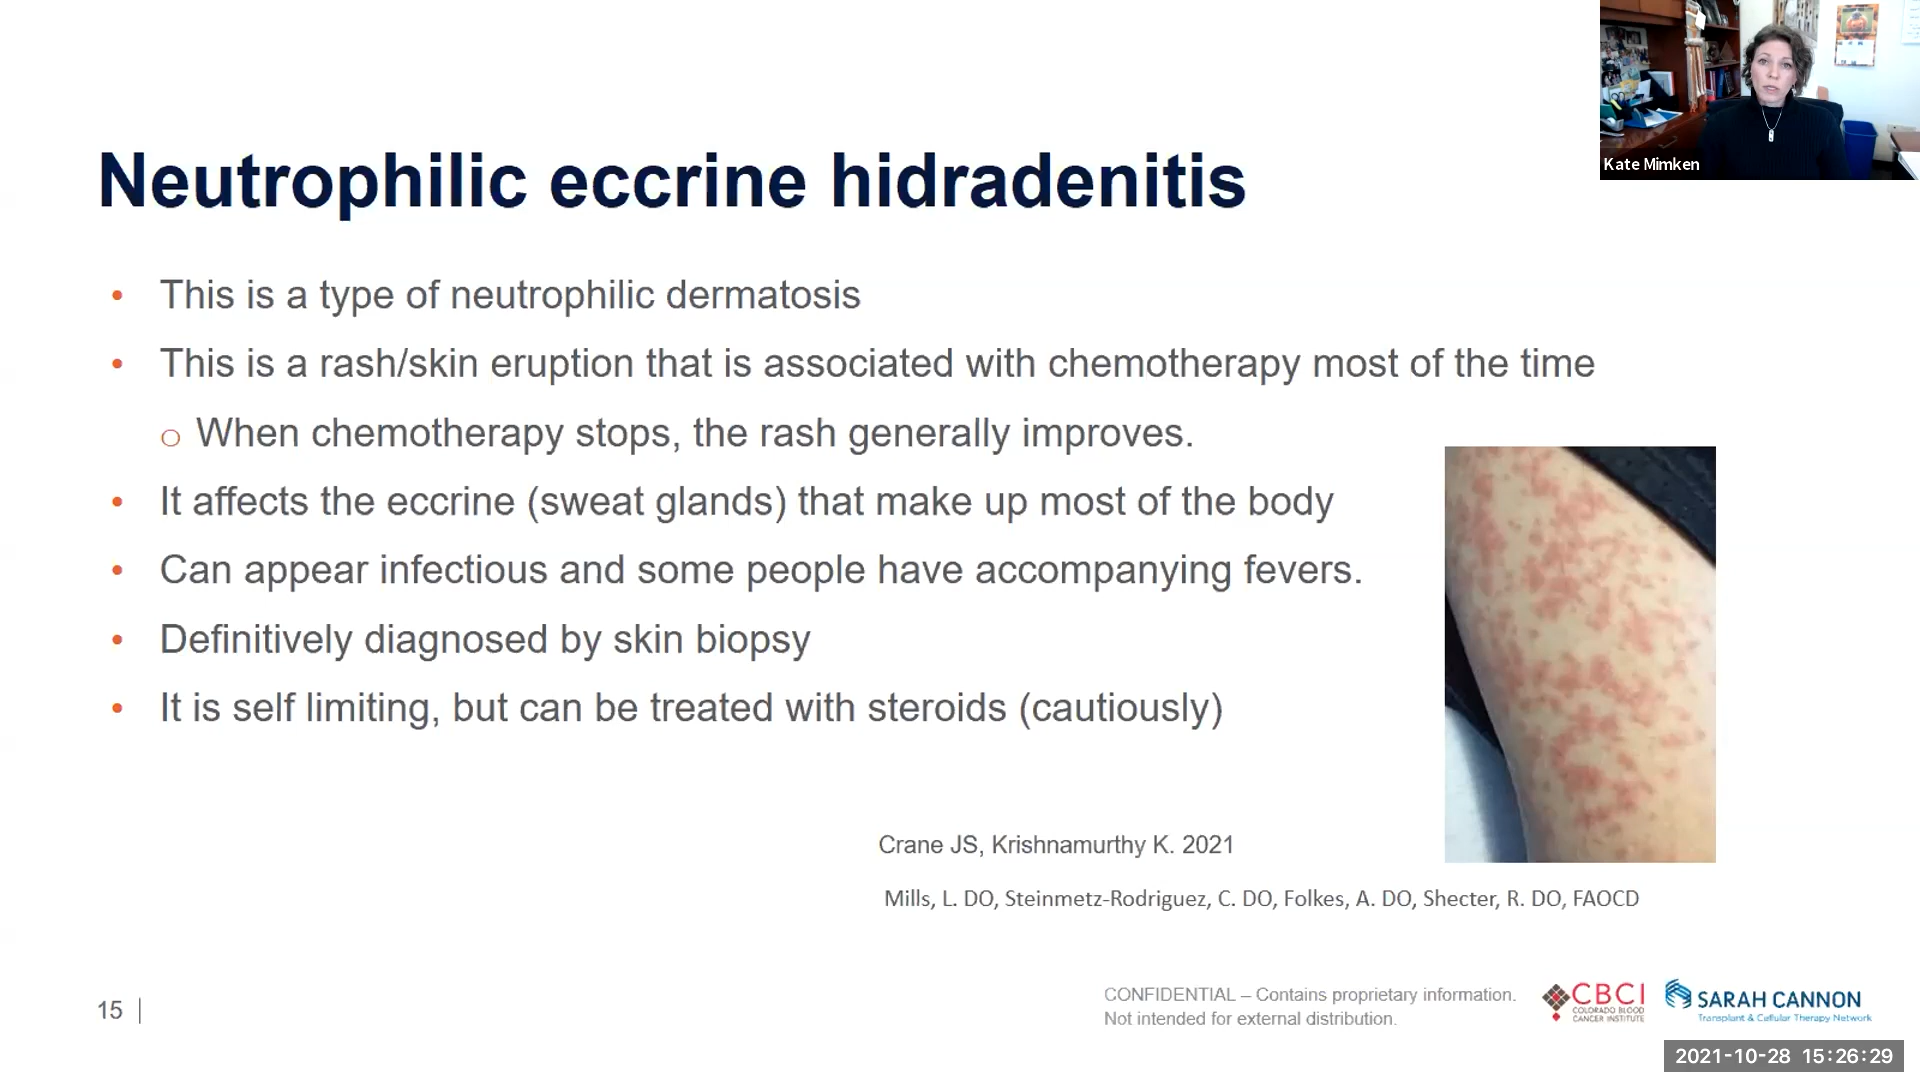 Kate Mimken
Neutrophilic eccrine hidradenitis
• This is a type of neutrophilic dermatosis
• This is a rash/skin eruption that is associated with chemotherapy most of the time
o When chemotherapy stops, the rash generally improves.
• It affects the eccrine (sweat glands) that make up most of the body
• Can appear infectious and some people have accompanying fevers.
• Definitively diagnosed by skin biopsy
• It is self limiting, but can be treated with steroids (cautiously)
Crane JS, Krishnamurthy K. 2021
Mills, L. DO, Steinmetz-Rodriguez, C. DO, Folkes, A. DO, Shecter, R. DO, FAOCD
15
CONFIDENTIAL – Contains proprietary information.
Not intended for external distribution.
CBCI
COLORADO BLOOD
CANCER INSTITUTE
SARAH CANNON
Transplant & Cellular Therapy Network
2021-10-28 15:26:29